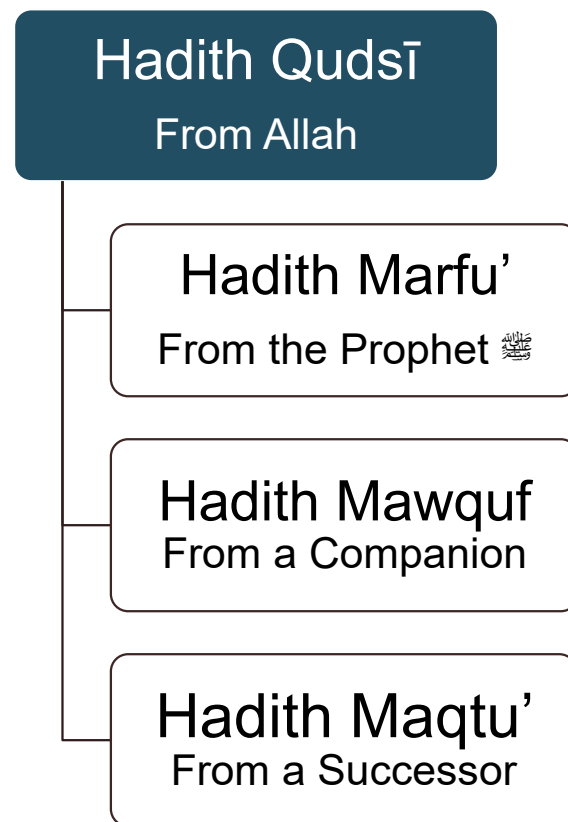 Hadith Qudsī
From Allah
Hadith Marfu’
From the Prophet ﷺ
Hadith Mawquf
From a Companion
Hadith Maqtu’
From a Successor